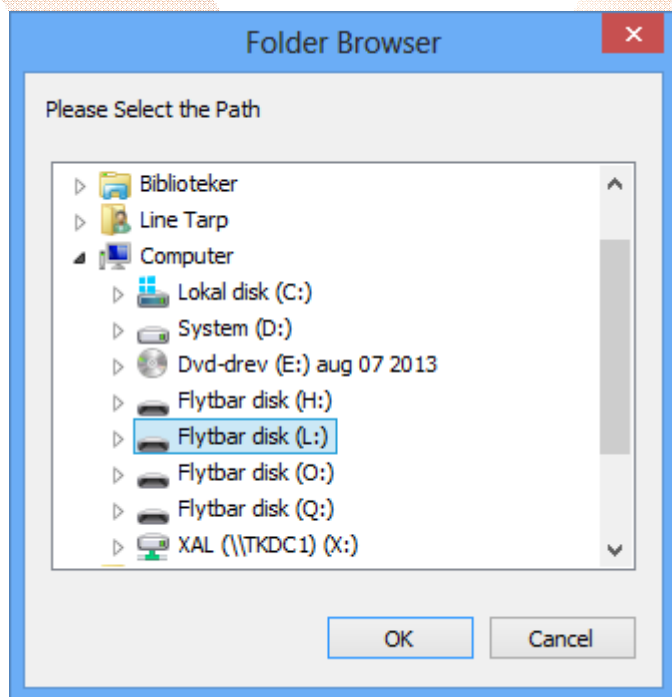 Folder Browser
Please Select the Path
Biblioteker
Line Tarp
Computer
Lokal disk (C:)
System (D:)
Dvd-drev (E:) aug 07 2013
Flytbar disk (H:)
Flytbar disk (L:)
Flytbar disk (O:)
Flytbar disk (Q:)
XAL (\\TKDC1) (X:)
OK Cancel